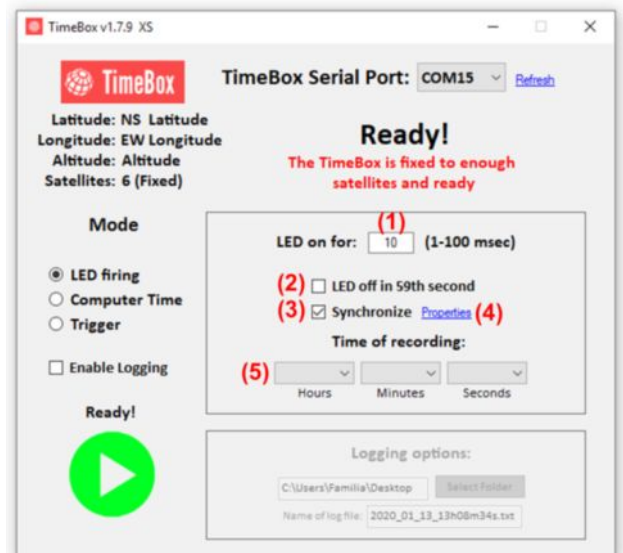 TimeBox v1.7.9 XS
TimeBox
TimeBox Serial Port: COM15 Refresh
Latitude: NS Latitude
Longitude: EW Longitude
Altitude: Altitude
Satellites: 6 (Fixed)
Ready!
The TimeBox is fixed to enough
satellites and ready
Mode
LED firing
Computer Time
Trigger
Enable Logging
Ready!
(1)
LED on for: 10 (1-100 msec)
(2) LED off in 59th second
(3) Synchronize Properties (4)
Time of recording:
(5)
Hours Minutes Seconds
Logging options:
C:\Users\Familia\Desktop Select Folder
Name of log file: 2020_01_13_13h08m34s.txt